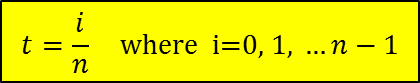 t = i/n where i=0, 1, …n − 1